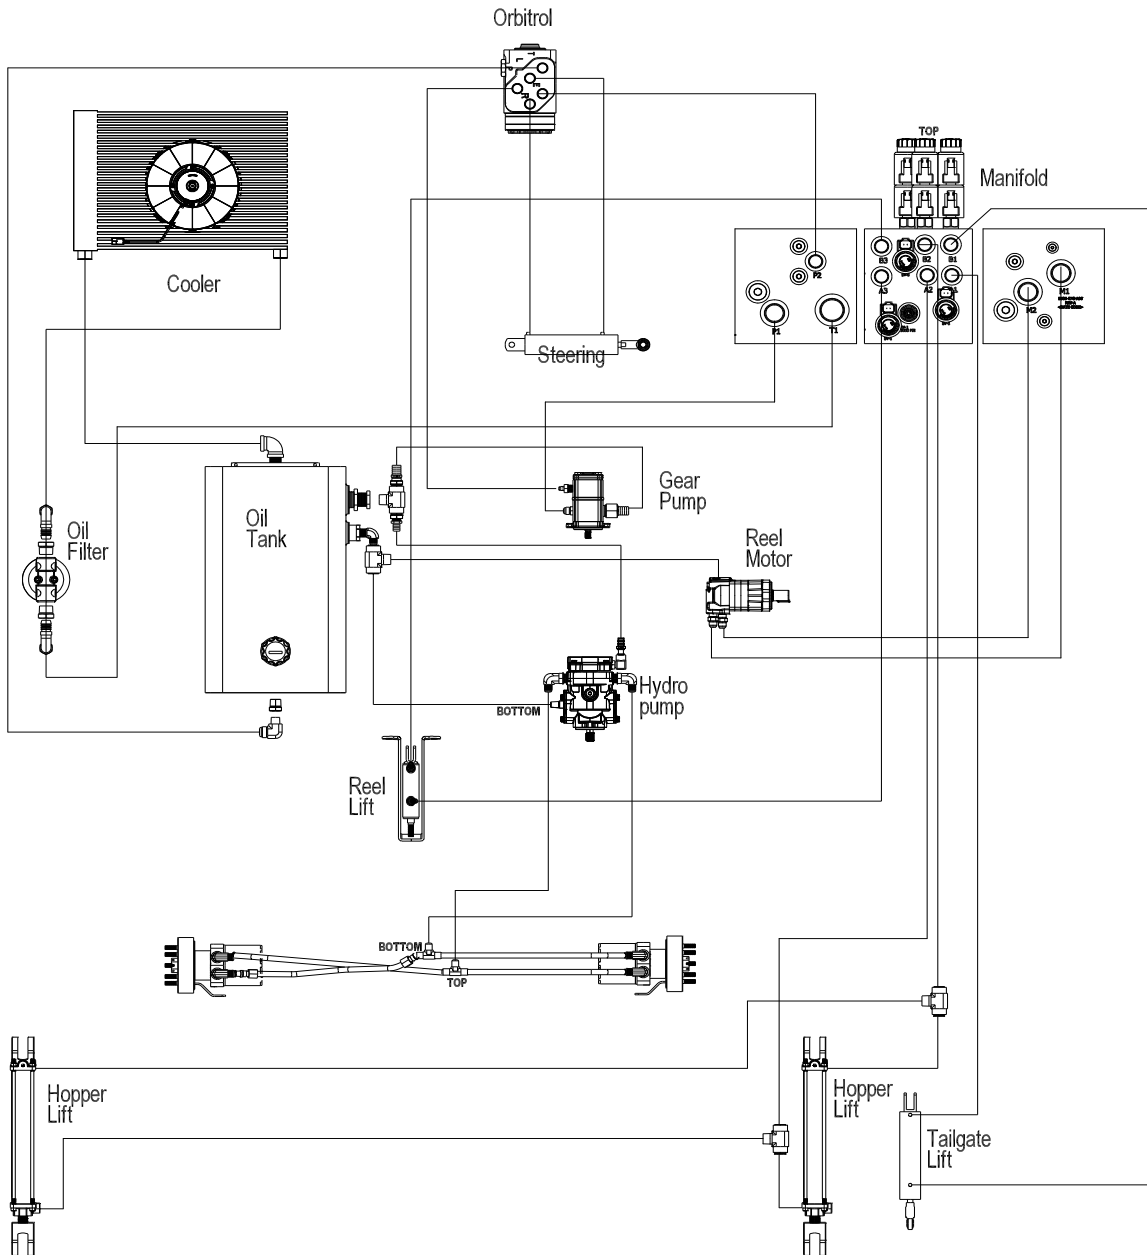 Orbitrol
T
L
R
TOP
Manifold
Cooler
B3
B2
B1
P2
A3
A2
M1
M2
P1
T1
Steering
Gear
Pump
Oil
Tank
Oil
Filter
Reel
Motor
Hydro
pump
BOTTOM
Reel
Lift
BOTTOM
TOP
Hopper
Lift
Hopper
Lift
Tailgate
Lift